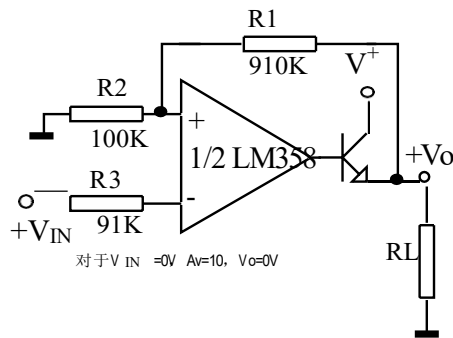 R1
910K
V+
R2
100K
+
1/2 LM358
+Vo
R3
91K
-
+VIN
RL
对于V IN =0V Av=10, Vo=0V